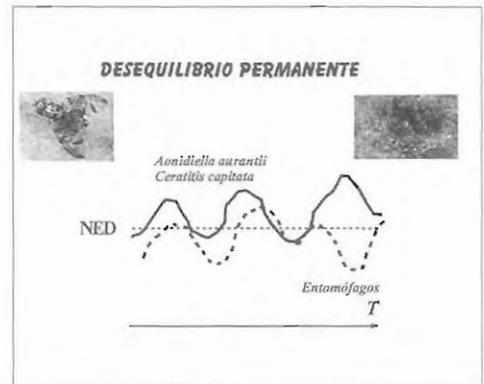 DESEQUILIBRIO PERMANENTE
Aonidiella aurantii
Ceratitis capitata
NED
Entomófagos
T